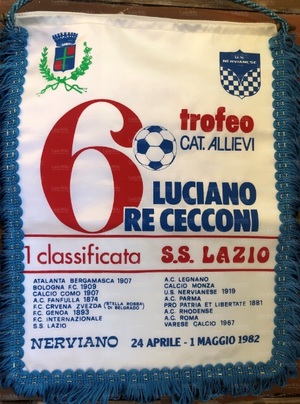 U.S.
NERVIANESE
6
trofeo
CAT. ALLIEVI
LUCIANO
RE CECCONI
1 classificata S.S. LAZIO
ATALANTA BERGAMASCA 1907
BOLOGNA F.C. 1909
CALCIO COMO 1907
A.C. FANFULLA 1874
F.C. CRVENA ZVEZDA (STELLA ROSSA DI BELGRADO)
F.C. GENOA 1893
F.C. INTERNAZIONALE
S.S. LAZIO
A.C. LEGNANO
CALCIO MONZA
U.S. NERVIANESE 1919
A.C. PARMA
PRO PATRIA ET LIBERTATE 1881
A.C. RHODENSE
A.C. ROMA
VARESE CALCIO 1967
NERVIANO 24 APRILE - 1 MAGGIO 1982